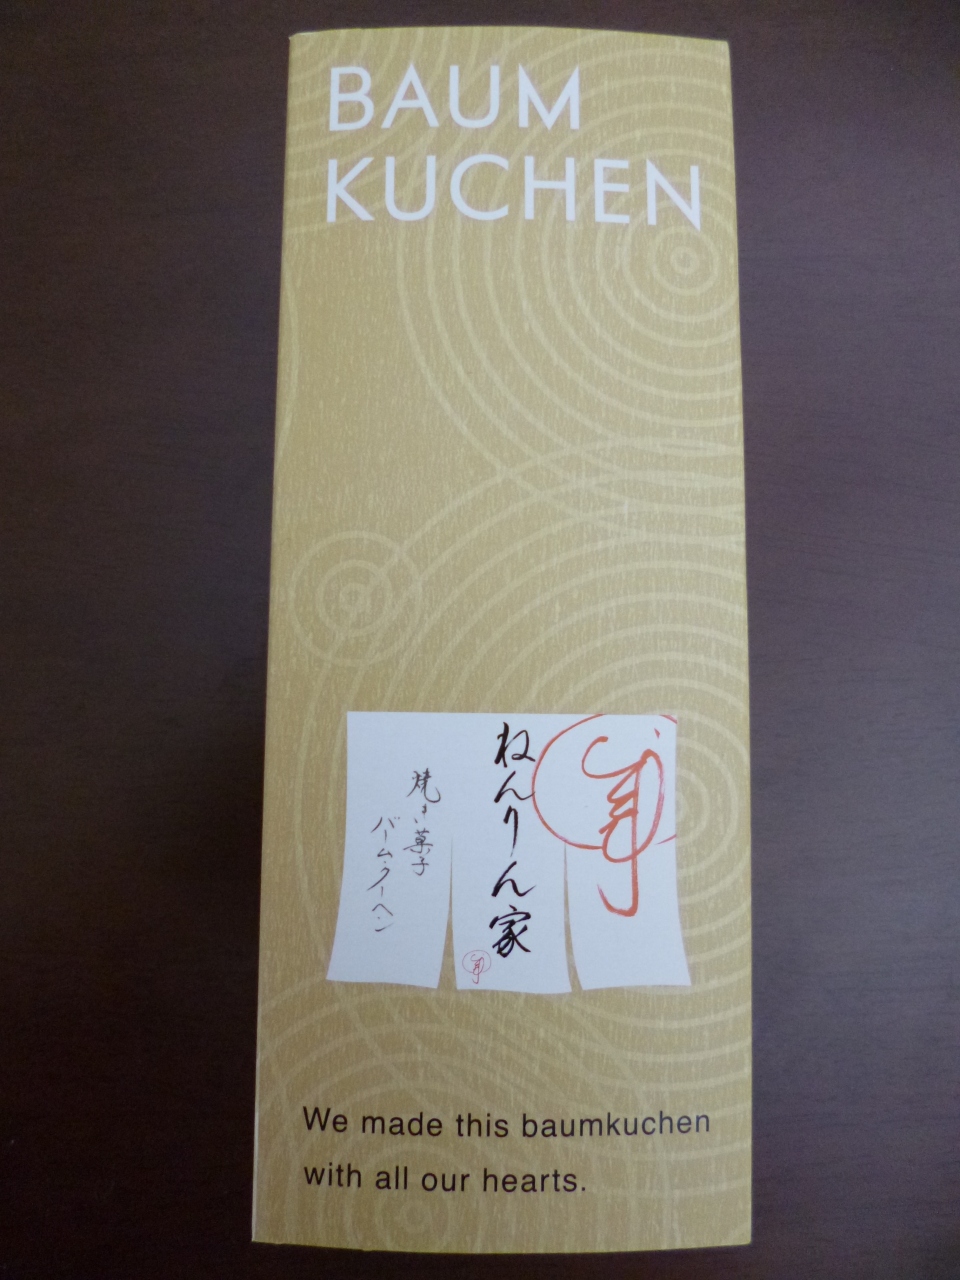 BAUM
KUCHEN
ねんりん家
焼き菓子
バームクーヘン
We made this baumkuchen
with all our hearts.